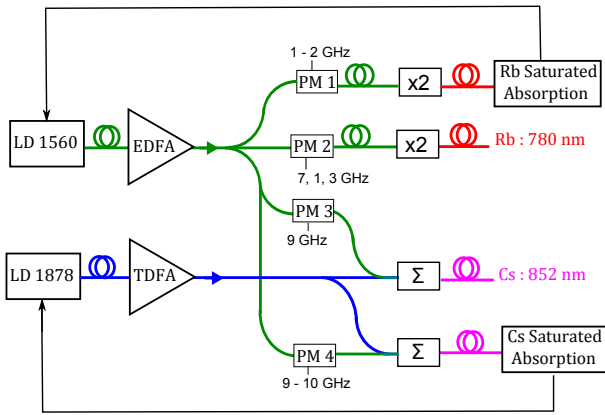 1 - 2 GHz
PM 1
x2
Rb Saturated
Absorption
LD 1560
EDFA
PM 2
x2
Rb : 780 nm
7, 1, 3 GHz
PM 3
9 GHz
LD 1878
TDFA
Σ
Cs : 852 nm
PM 4
Σ
Cs Saturated
Absorption
9 - 10 GHz